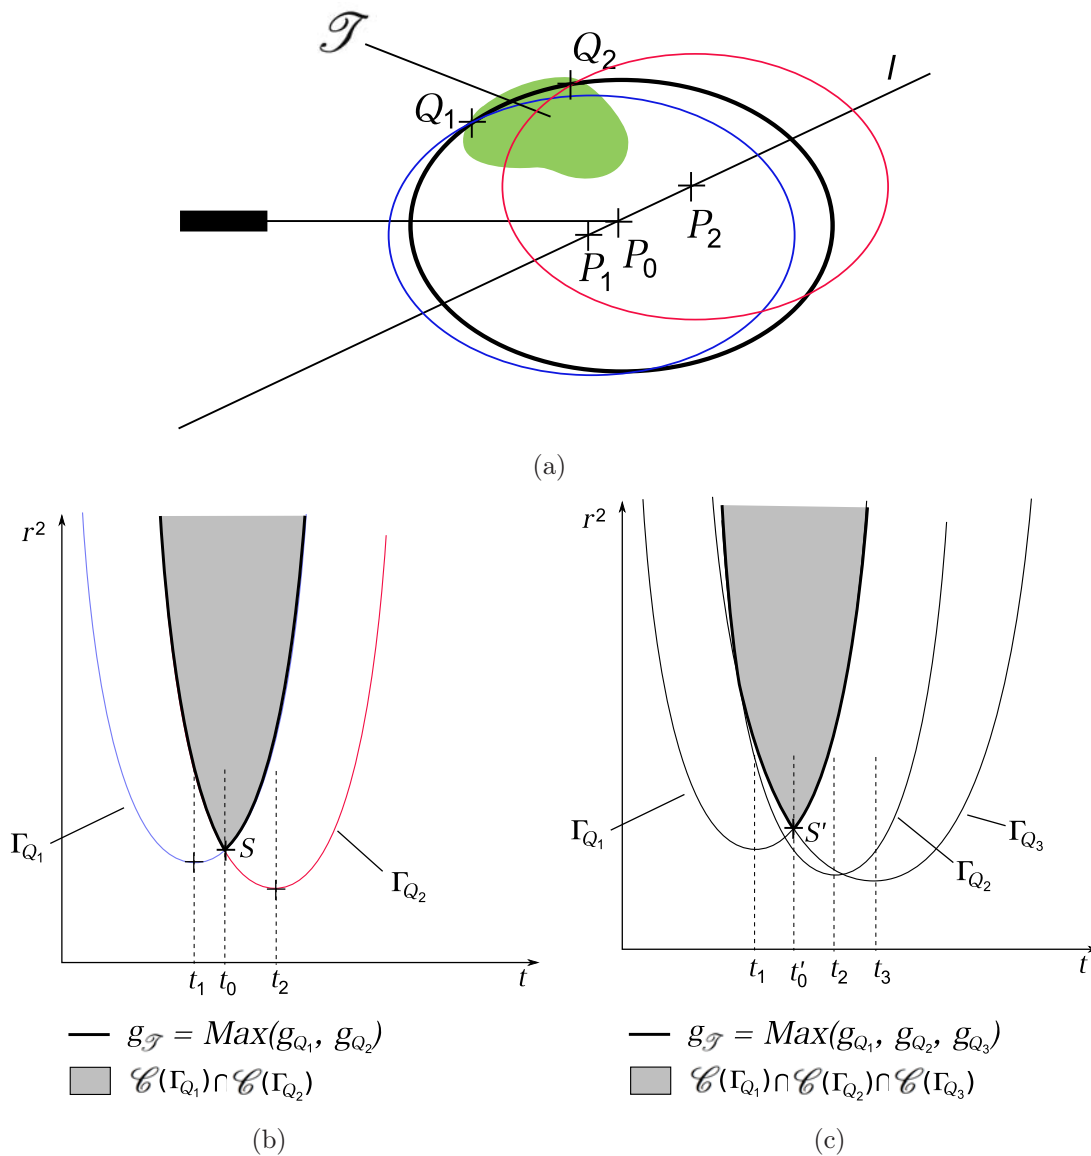 𝒯
Q2
l
Q1
P2
P1 P0
(a)
r²
ΓQ1
S
ΓQ2
t1 t0 t2 t
gℐ = Max(gQ1, gQ2)
𝒞(ΓQ1)∩𝒞(ΓQ2)
(b)
r²
ΓQ1
S′
ΓQ3
ΓQ2
t1 t′0 t2 t3 t
g𝒯 = Max(gQ1, gQ2, gQ3)
𝒞(ΓQ1)∩𝒞(ΓQ2)∩𝒞(ΓQ3)
(c)